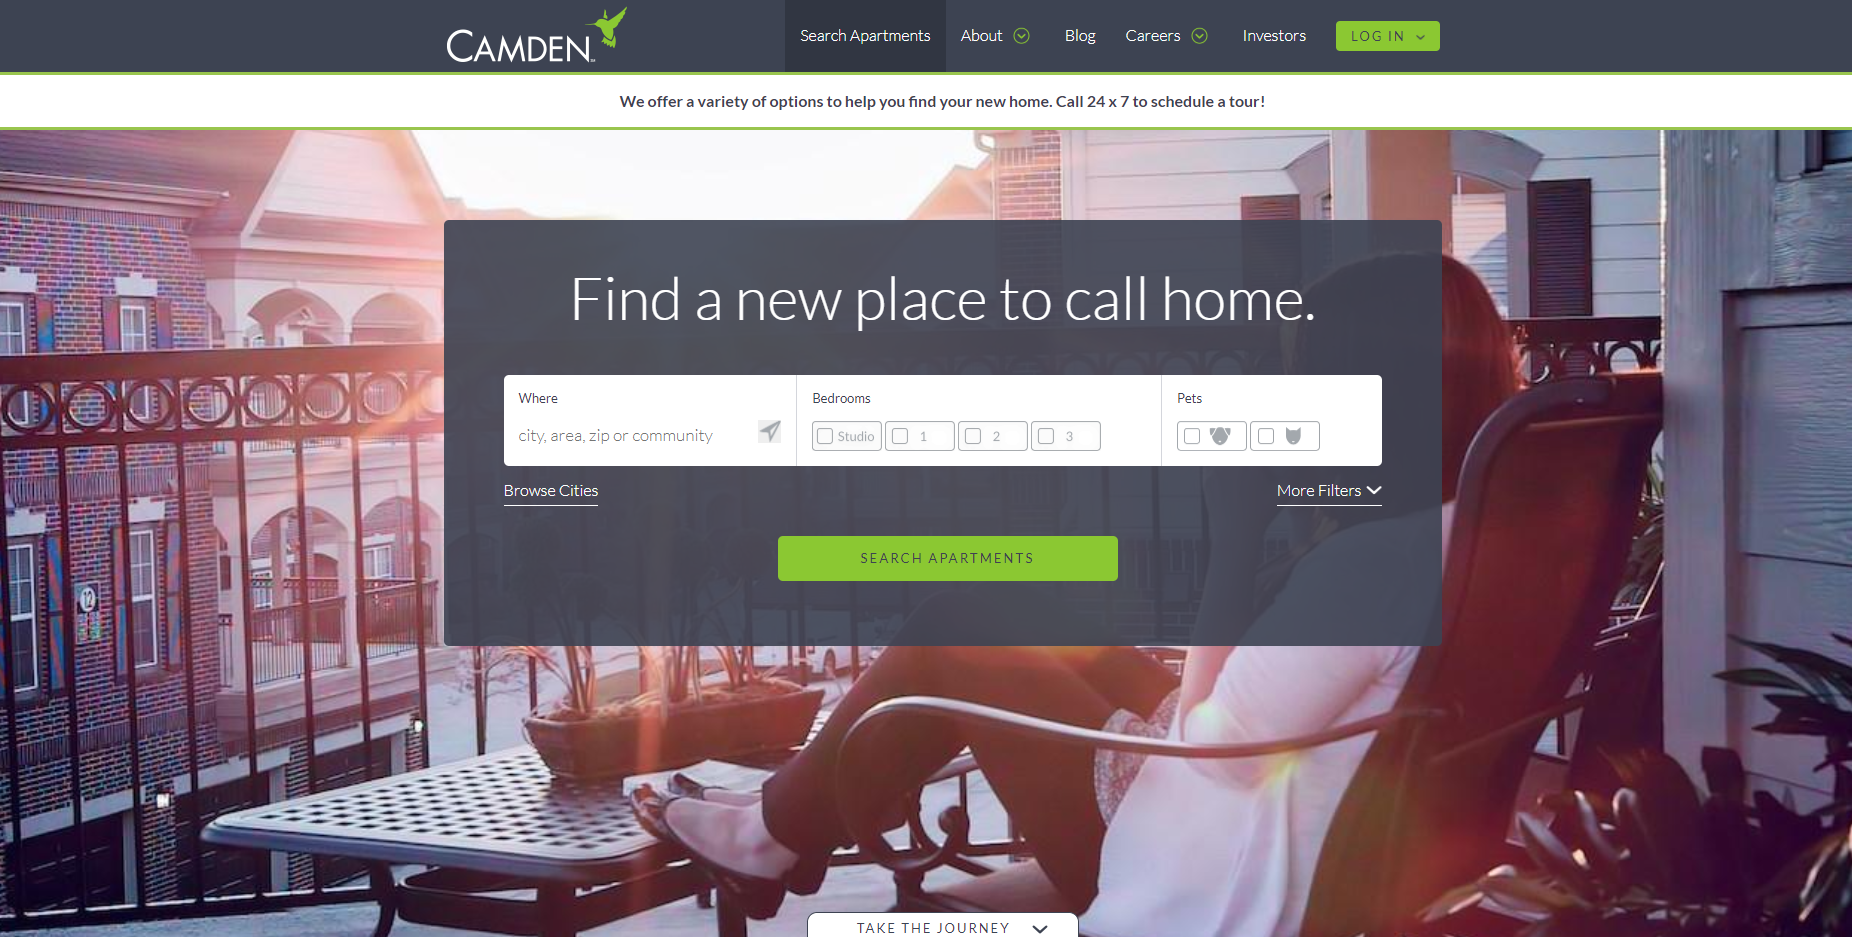 CAMDEN
Search Apartments
About
Blog
Careers
Investors
LOG IN
We offer a variety of options to help you find your new home. Call 24 x 7 to schedule a tour!
Find a new place to call home.
Where
city, area, zip or community
Bedrooms
Studio
1
2
3
Pets
Browse Cities
More Filters
SEARCH APARTMENTS
12
TAKE THE JOURNEY